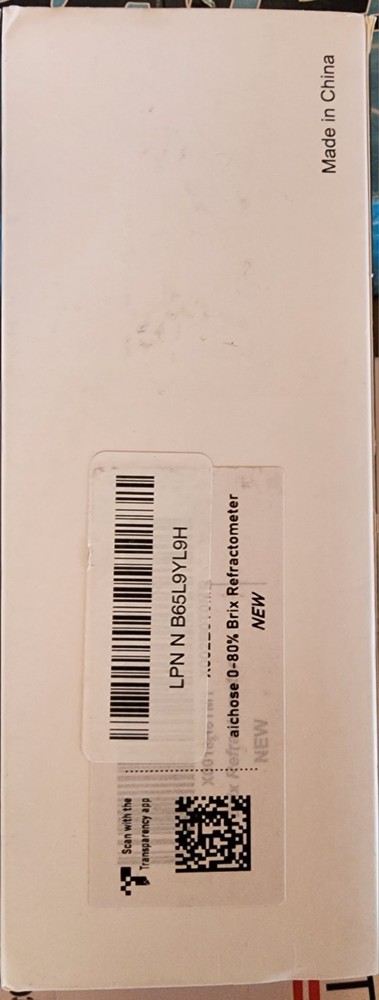 Made in China
LPN N B65L9YL9H
aichose 0-80% Brix Refractometer
NEW
NEW
Scan with the
Transparency app